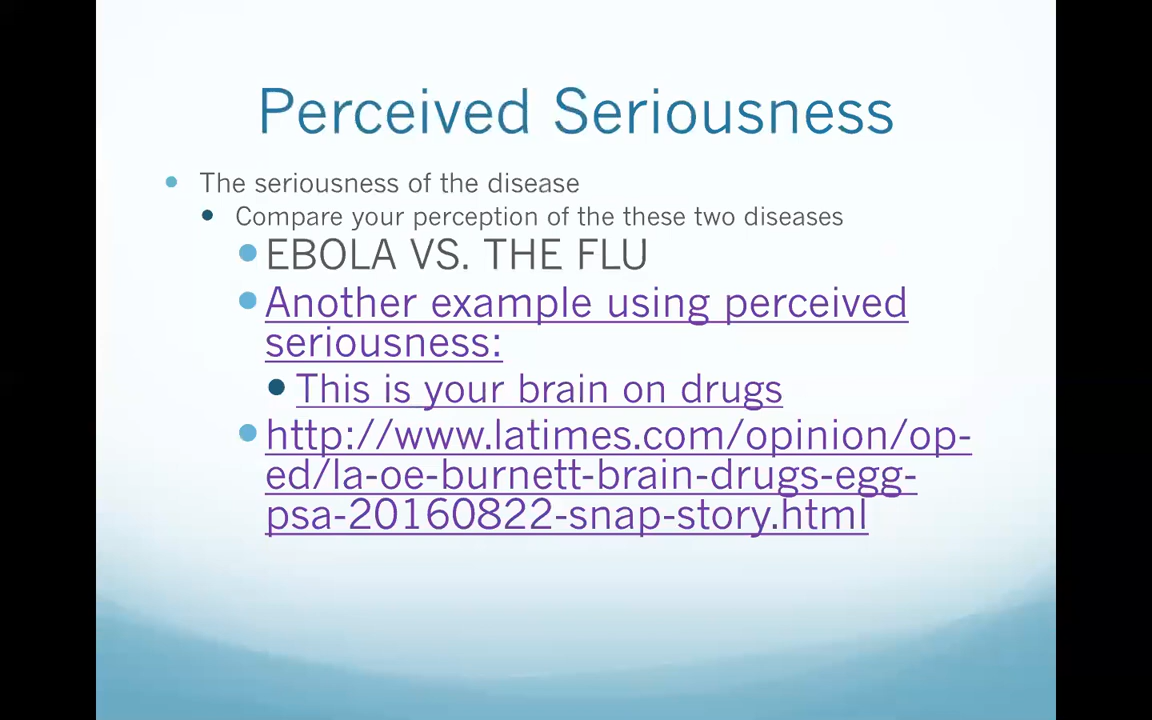 Perceived Seriousness
The seriousness of the disease
Compare your perception of the these two diseases
EBOLA VS. THE FLU
Another example using perceived
seriousness:
This is your brain on drugs
http://www.latimes.com/opinion/op-
ed/la-oe-burnett-brain-drugs-egg-
psa-20160822-snap-story.html